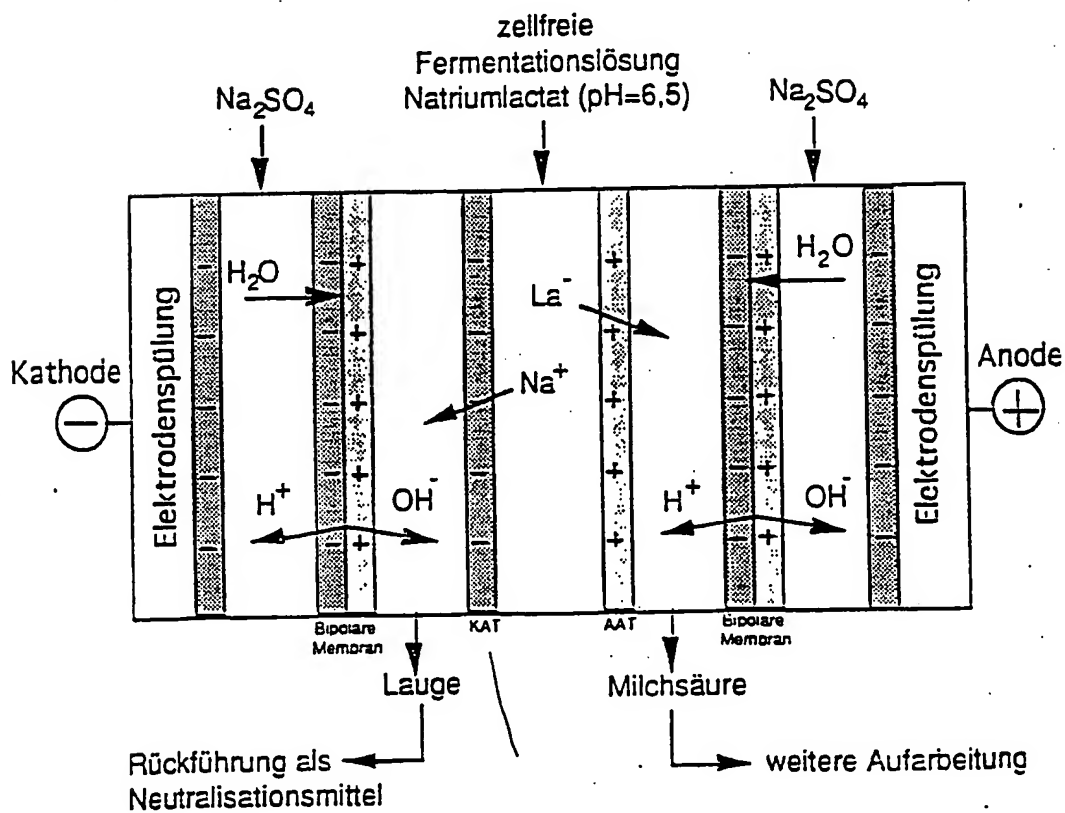 zellfreie
Fermentationslösung
Natriumlactat (pH=6,5)
Na₂SO₄
Na₂SO₄
H₂O
H₂O
La⁻
Na⁺
Kathode
Anode
−
+
Elektrodenspülung
Elektrodenspülung
H⁺
OH⁻
H⁺
OH⁻
Bipolare
Membran
KAT
AAT
Bipolare
Membran
Lauge
Milchsäure
Rückführung als
Neutralisationsmittel
weitere Aufarbeitung